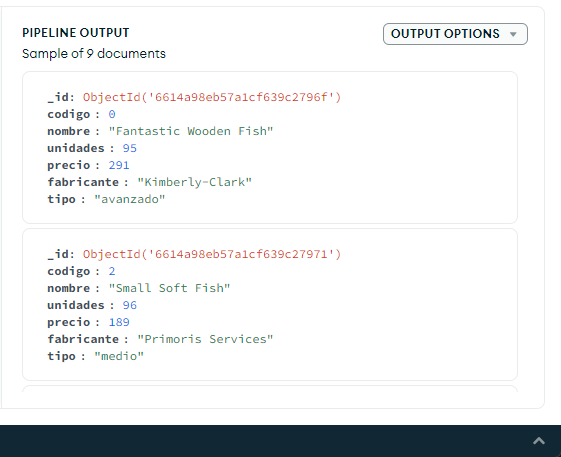 PIPELINE OUTPUT
OUTPUT OPTIONS
Sample of 9 documents
_id: ObjectId('6614a98eb57a1cf639c2796f')
codigo : 0
nombre : "Fantastic Wooden Fish"
unidades : 95
precio : 291
fabricante : "Kimberly-Clark"
tipo : "avanzado"
_id: ObjectId('6614a98eb57a1cf639c27971')
codigo : 2
nombre : "Small Soft Fish"
unidades : 96
precio : 189
fabricante : "Primoris Services"
tipo : "medio"